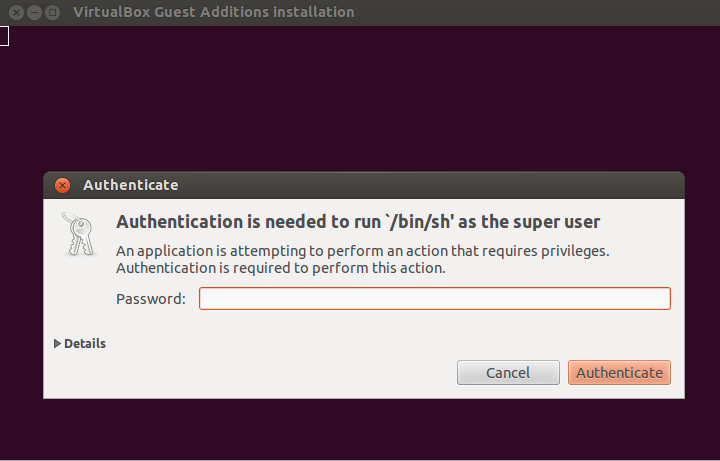 VirtualBox Guest Additions installation
Authenticate
Authentication is needed to run `/bin/sh' as the super user
An application is attempting to perform an action that requires privileges.
Authentication is required to perform this action.
Password:
Details
Cancel Authenticate